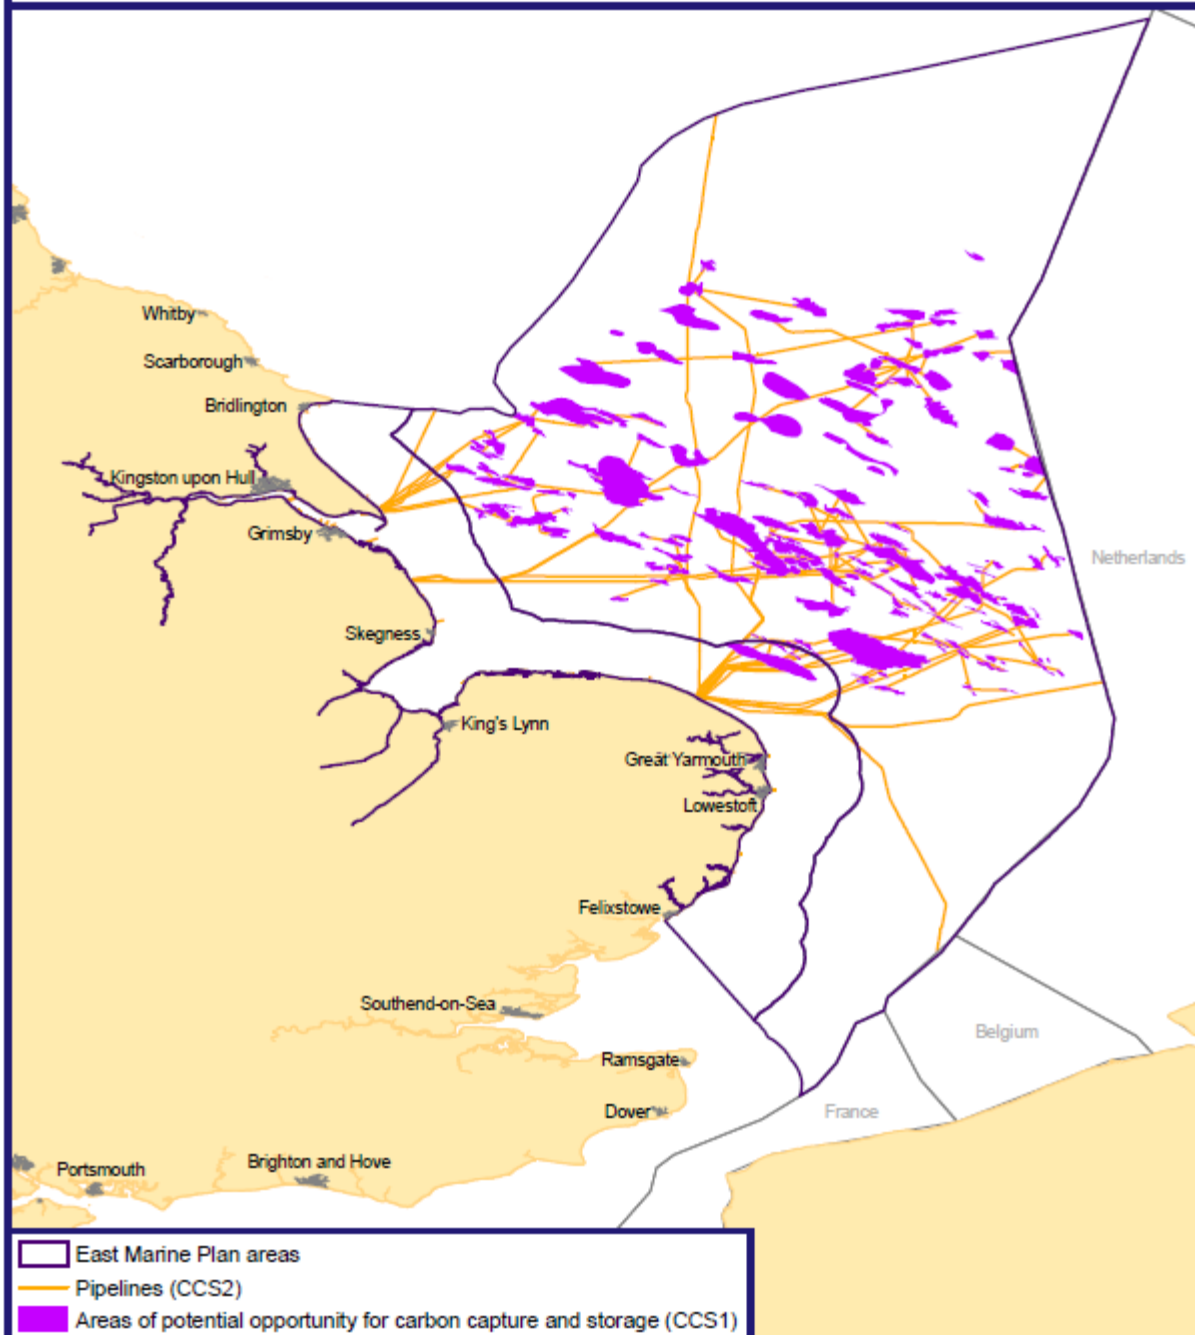 Whitby
Scarborough
Bridlington
Kingston upon Hull
Grimsby
Netherlands
Skegness
King's Lynn
Great Yarmouth
Lowestoft
Felixstowe
Southend-on-Sea
Belgium
Ramsgate
Dover
France
Brighton and Hove
Portsmouth
East Marine Plan areas
Pipelines (CCS2)
Areas of potential opportunity for carbon capture and storage (CCS1)